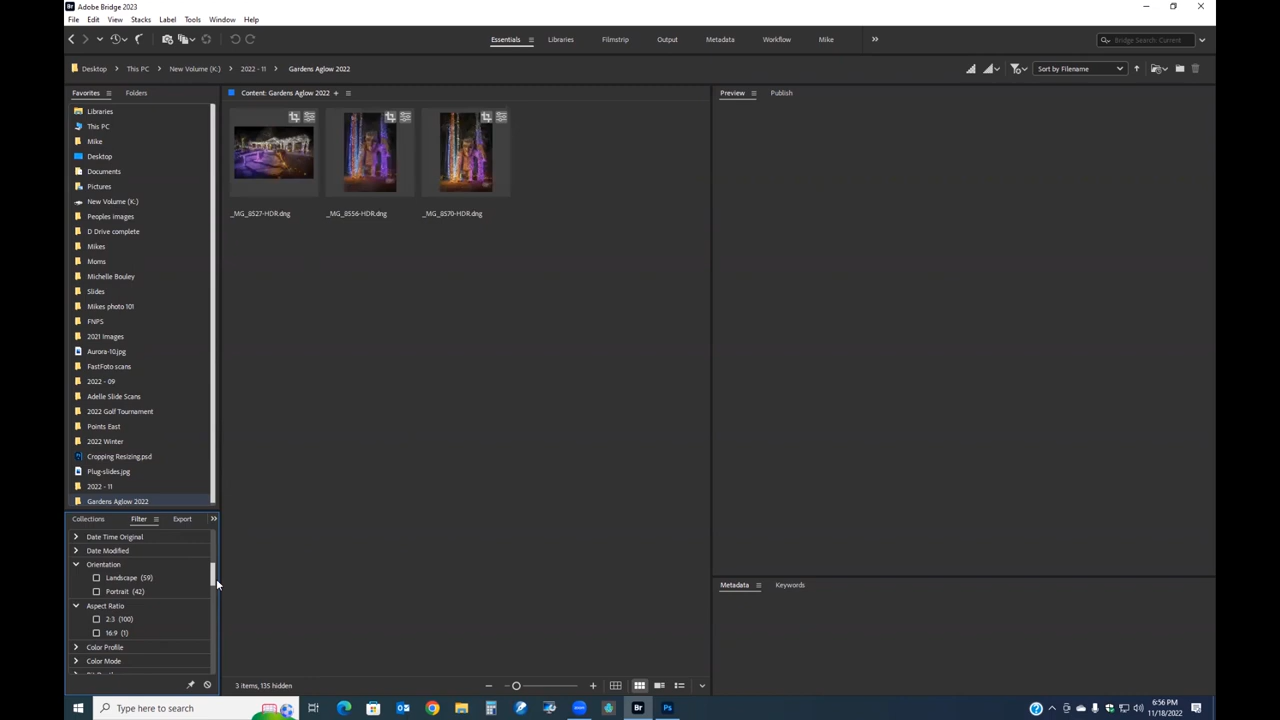 Br Adobe Bridge 2023
File Edit View Stacks Label Tools Window Help
Essentials Libraries Filmstrip Output Metadata Workflow Mike Bridge Search: Current
Desktop This PC New Volume (K:) 2022 - 11 Gardens Aglow 2022 Sort by Filename
Favorites Folders
Content: Gardens Aglow 2022
Preview Publish
Libraries
This PC
Mike
Desktop
Documents
Pictures
New Volume (K:)
Peoples images
D Drive complete
Mikes
Moms
Michelle Bouley
Slides
Mikes photo 101
FNPS
2021 Images
Aurora-10.jpg
FastFoto scans
2022 - 09
Adelle Slide Scans
2022 Golf Tournament
Points East
2022 Winter
Cropping Resizing.psd
Plug-slides.jpg
2022 - 11
Gardens Aglow 2022
_MG_8527-HDR.dng _MG_8556-HDR.dng _MG_8570-HDR.dng
Collections Filter Export
Date Time Original
Date Modified
Orientation
Landscape (59)
Portrait (42)
Aspect Ratio
2:3 (100)
16:9 (1)
Color Profile
Color Mode
3 items, 135 hidden
Metadata Keywords
Type here to search
zoom
Br
Ps
6:56 PM
11/18/2022